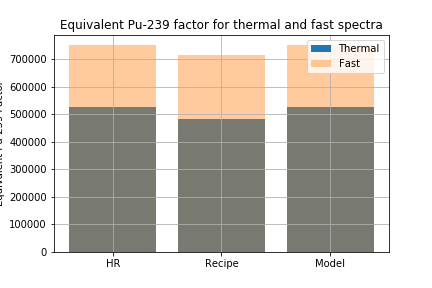 Equivalent Pu-239 factor for thermal and fast spectra
Thermal
Fast
700000
600000
500000
400000
300000
200000
100000
0
HR
Recipe
Model